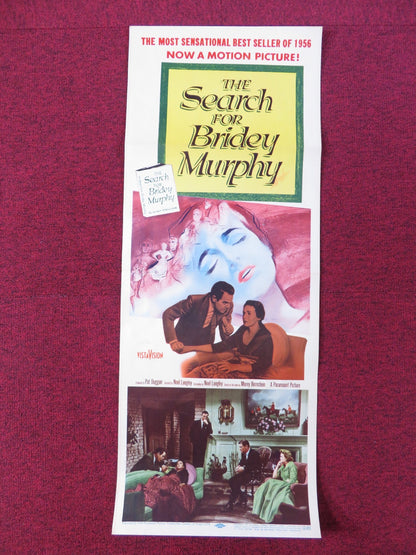 THE MOST SENSATIONAL BEST SELLER OF 1956
NOW A MOTION PICTURE!
THE
Search
FOR
Bridey
Murphy
THE
Search
FOR
Bridey
Murphy
VISTAVISION
Pat Duggan
Noel Langley
Noel Langley
Morey Bernstein
A Paramount Picture